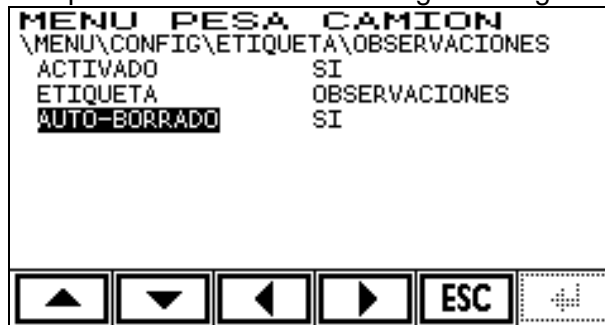 MENU PESA CAMION
\MENU\CONFIG\ETIQUETA\OBSERVACIONES
ACTIVADO SI
ETIQUETA OBSERVACIONES
AUTO-BORRADO SI
ESC